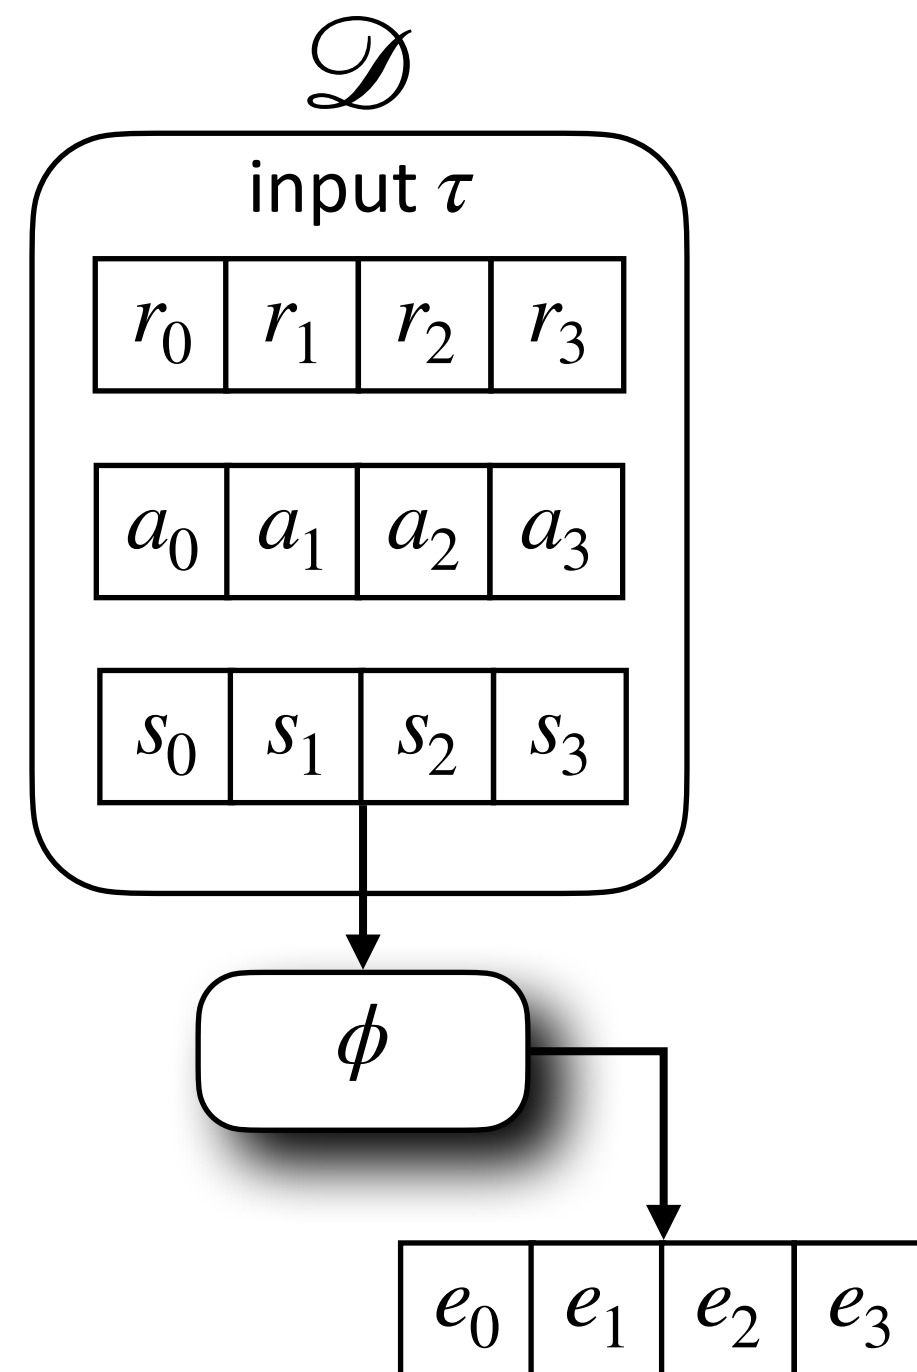 𝒟
input τ
r₀ r₁ r₂ r₃
a₀ a₁ a₂ a₃
s₀ s₁ s₂ s₃
ϕ
e₀ e₁ e₂ e₃